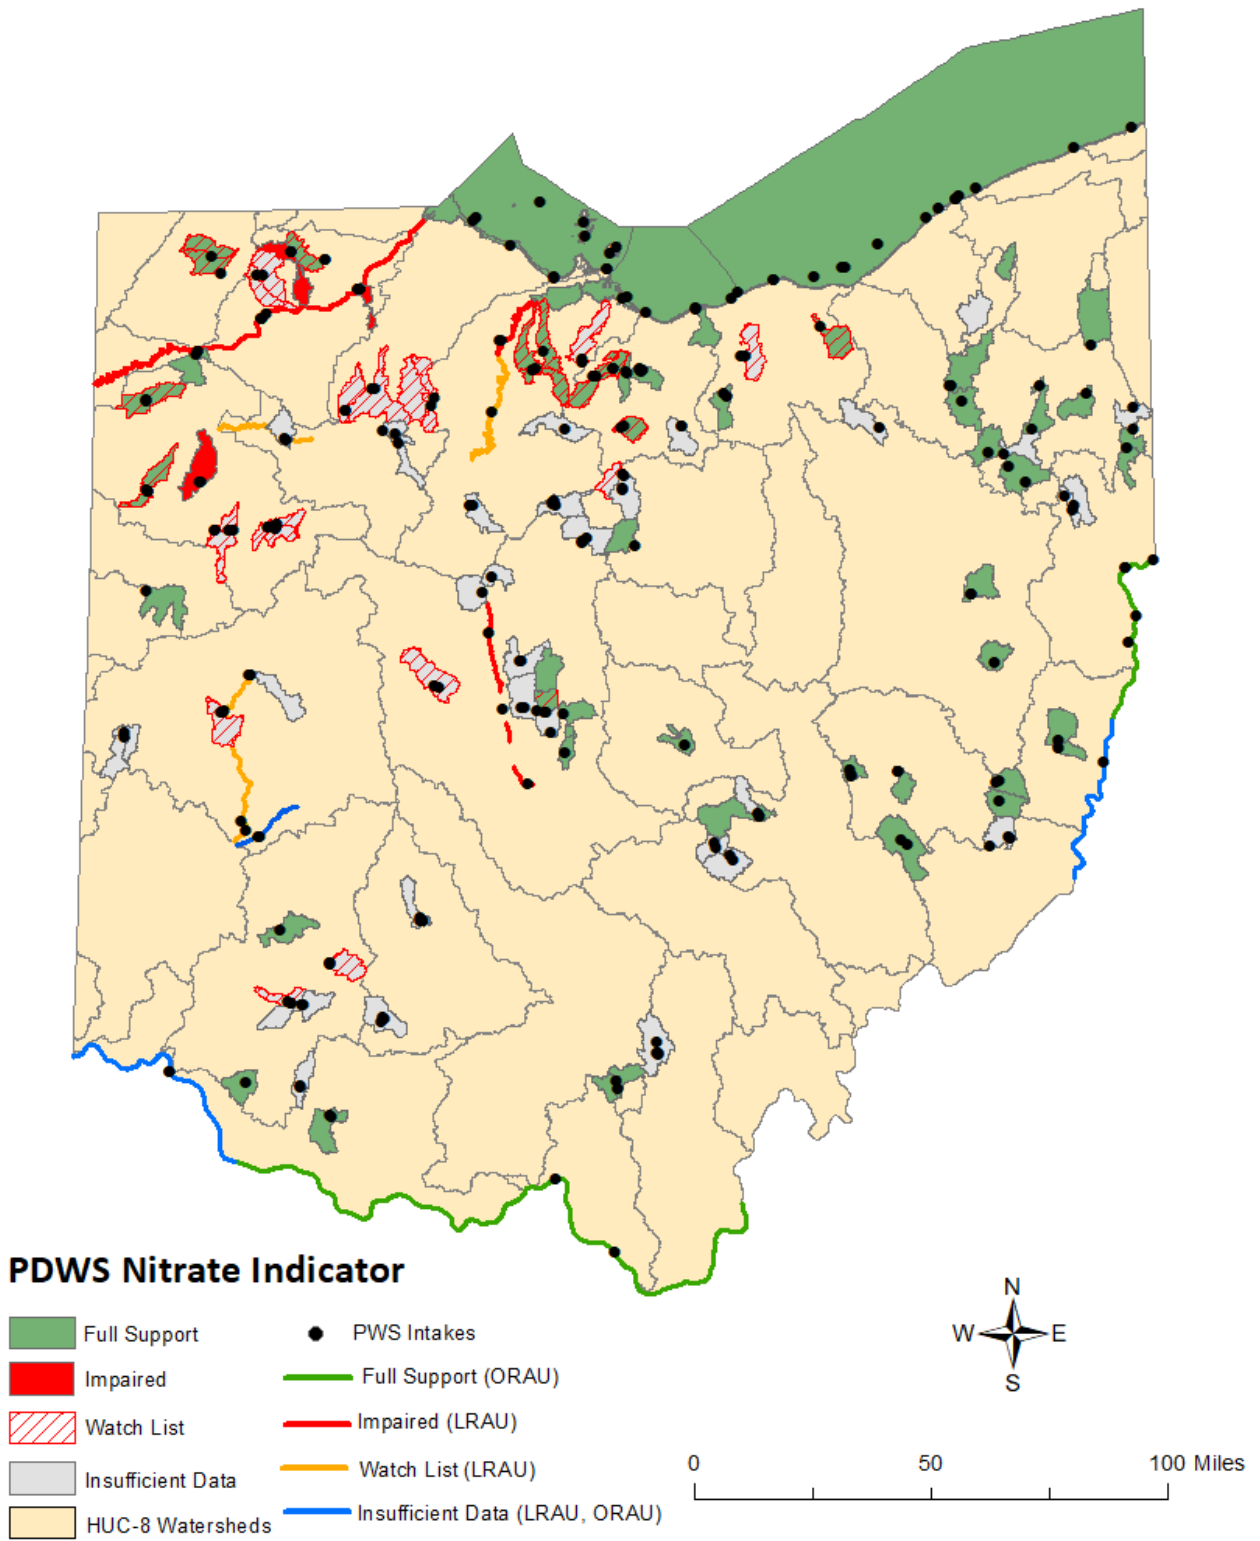 PDWS Nitrate Indicator
Full Support
Impaired
Watch List
Insufficient Data
HUC-8 Watersheds
PWS Intakes
Full Support (ORAU)
Impaired (LRAU)
Watch List (LRAU)
Insufficient Data (LRAU, ORAU)
N
W E
S
0 50 100 Miles